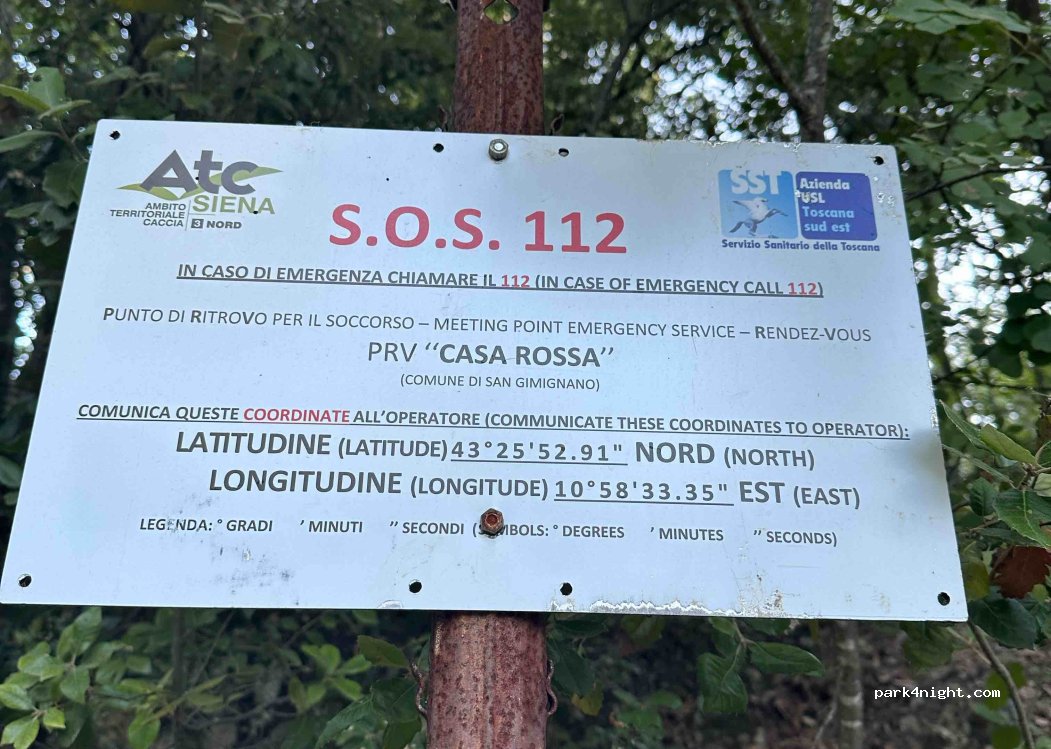 Atc
SIENA
AMBITO
TERRITORIALE
CACCIA 3 NORD
SST Azienda
USL
Toscana
sud est
Servizio Sanitario della Toscana
S.O.S. 112
IN CASO DI EMERGENZA CHIAMARE IL 112 (IN CASE OF EMERGENCY CALL 112)
PUNTO DI RITROVO PER IL SOCCORSO – MEETING POINT EMERGENCY SERVICE – RENDEZ-VOUS
PRV “CASA ROSSA”
(COMUNE DI SAN GIMIGNANO)
COMUNICA QUESTE COORDINATE ALL’OPERATORE (COMMUNICATE THESE COORDINATES TO OPERATOR):
LATITUDINE (LATITUDE) 43°25'52.91" NORD (NORTH)
LONGITUDINE (LONGITUDE) 10°58'33.35" EST (EAST)
LEGENDA: ° GRADI ’ MINUTI ’’ SECONDI (SYMBOLS: ° DEGREES ’ MINUTES ’’ SECONDS)
park4night.com